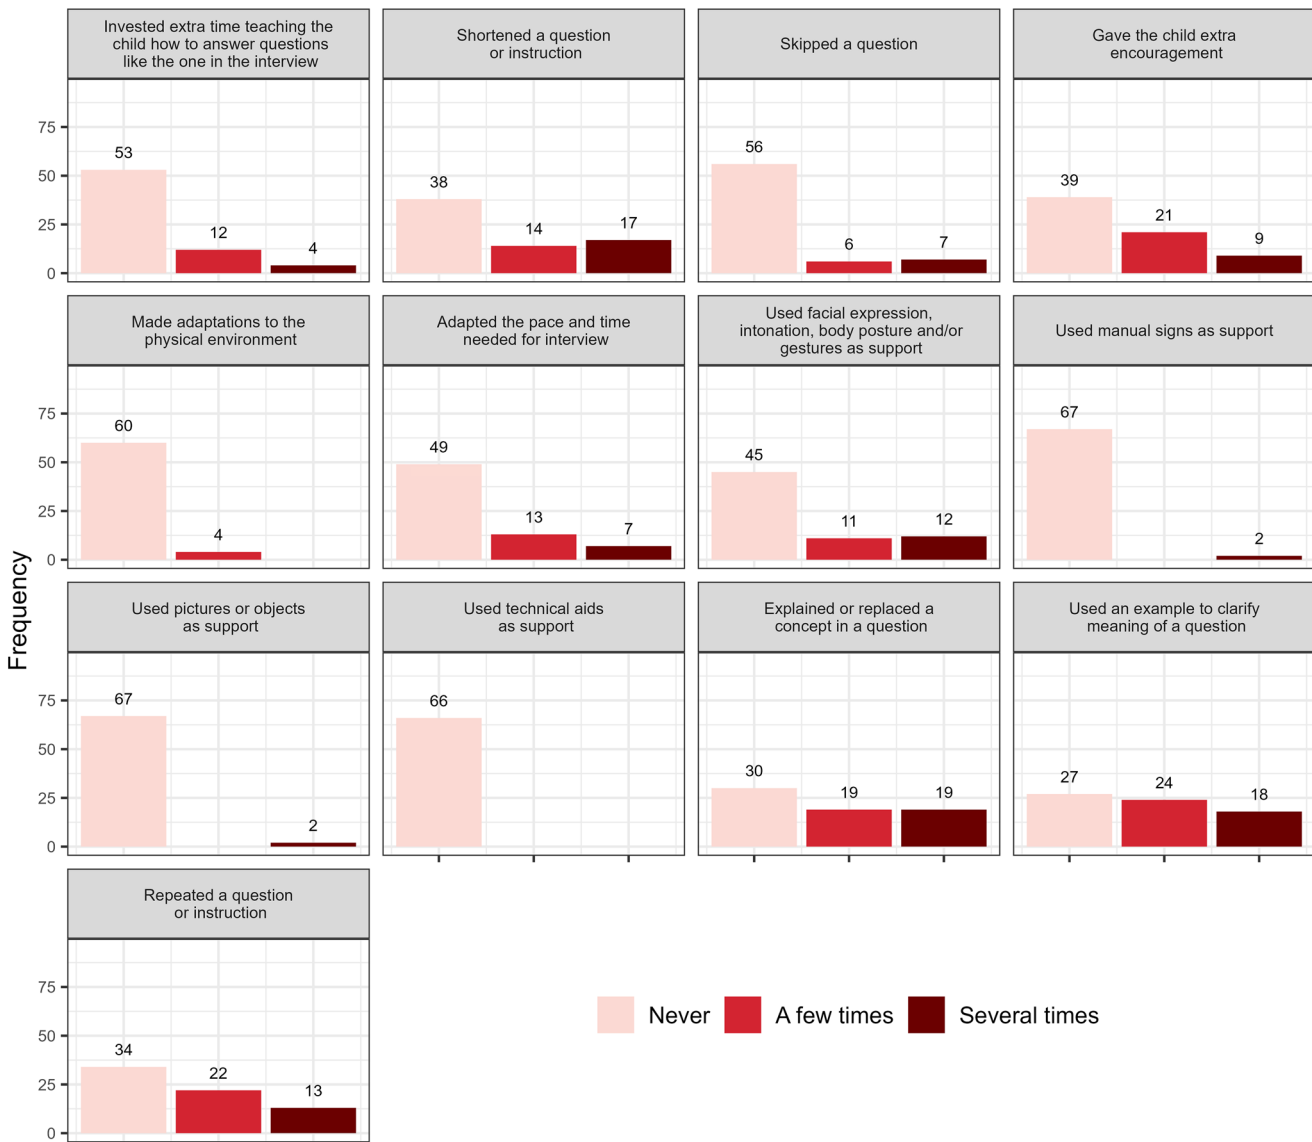 Invested extra time teaching the
child how to answer questions
like the one in the interview
Shortened a question
or instruction
Skipped a question
Gave the child extra
encouragement
75
50
25
0
53
12
4
38
14
17
56
6
7
39
21
9
Made adaptations to the
physical environment
Adapted the pace and time
needed for interview
Used facial expression,
intonation, body posture and/or
gestures as support
Used manual signs as support
75
50
25
0
60
4
49
13
7
45
11
12
67
2
Frequency
Used pictures or objects
as support
Used technical aids
as support
Explained or replaced a
concept in a question
Used an example to clarify
meaning of a question
75
50
25
0
67
2
66
30
19
19
27
24
18
Repeated a question
or instruction
75
50
25
0
34
22
13
Never
A few times
Several times